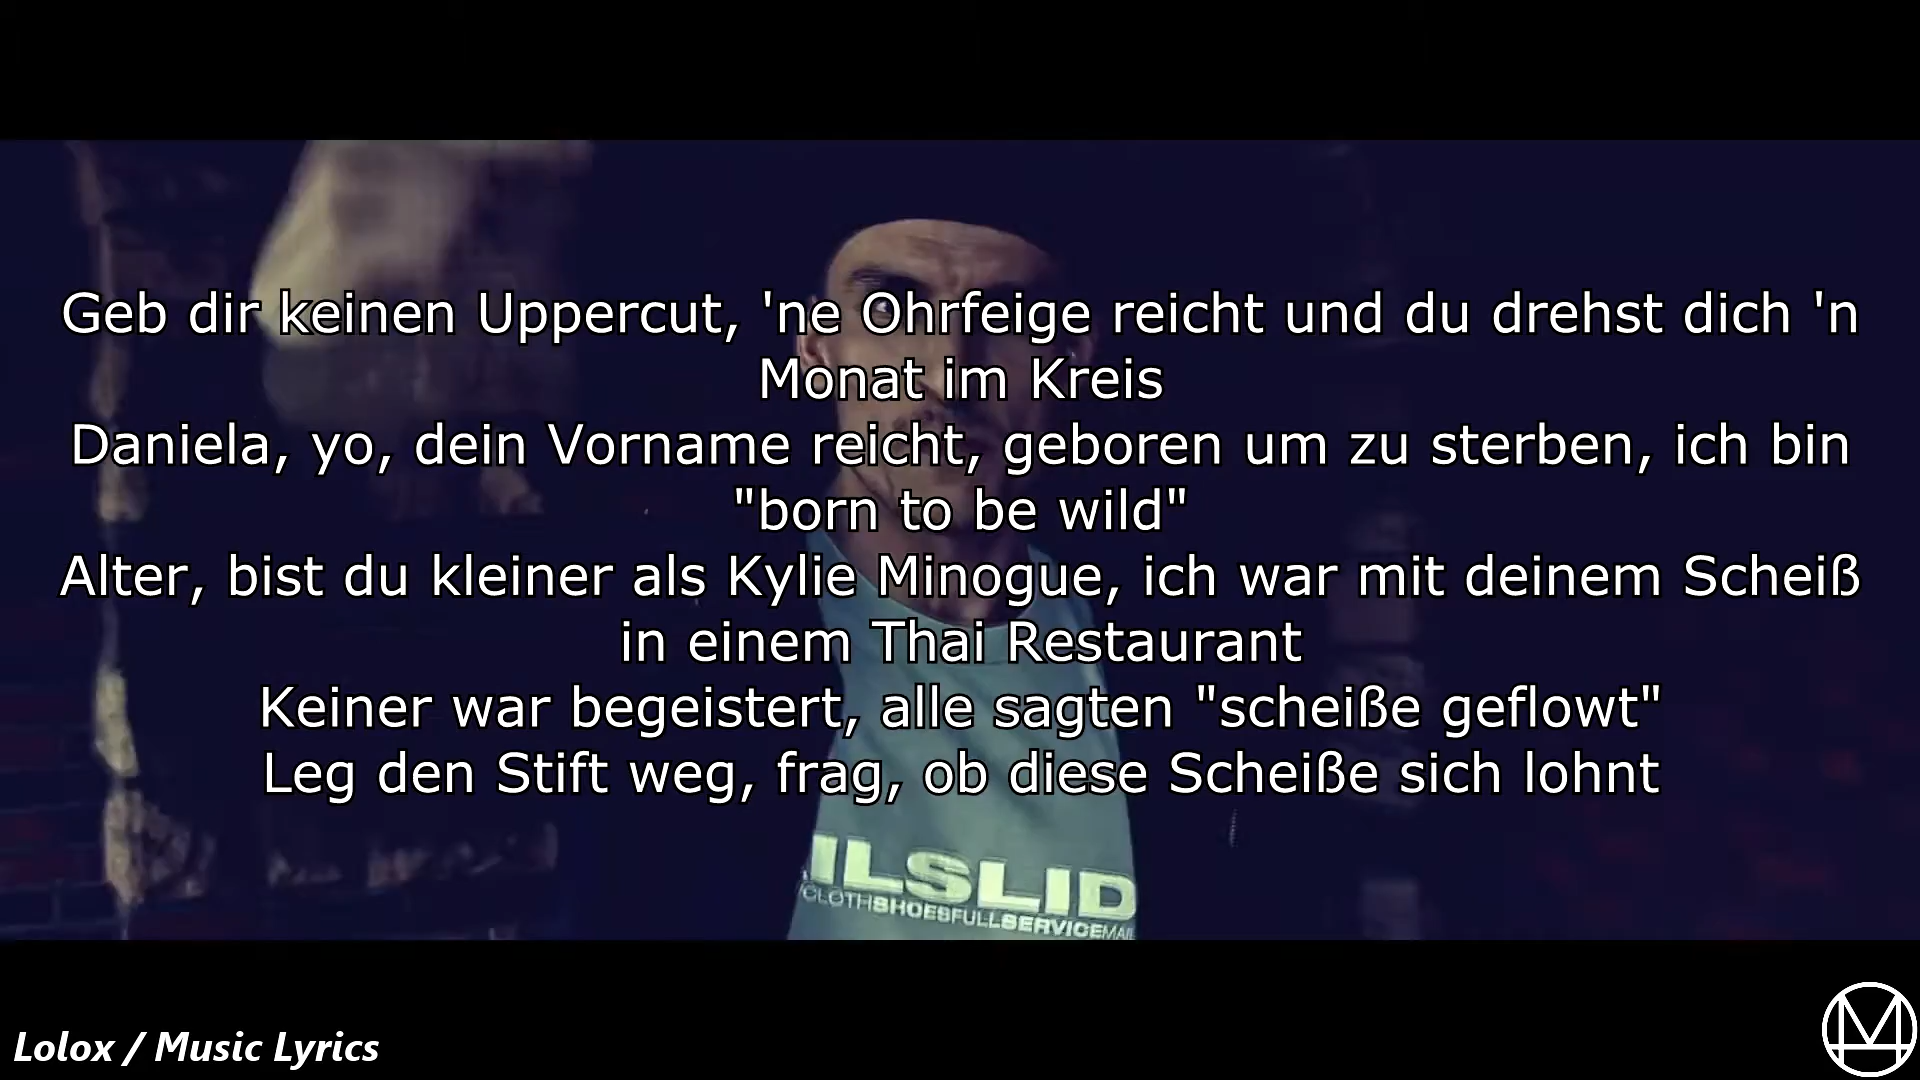 Geb dir keinen Uppercut, 'ne Ohrfeige reicht und du drehst dich 'n
Monat im Kreis
Daniela, yo, dein Vorname reicht, geboren um zu sterben, ich bin
"born to be wild"
Alter, bist du kleiner als Kylie Minogue, ich war mit deinem Scheiß
in einem Thai Restaurant
Keiner war begeistert, alle sagten "scheiße geflowt"
Leg den Stift weg, frag, ob diese Scheiße sich lohnt
ILSLID
CLOTHSHOESFULLSERVICEMAIL
Lolox / Music Lyrics